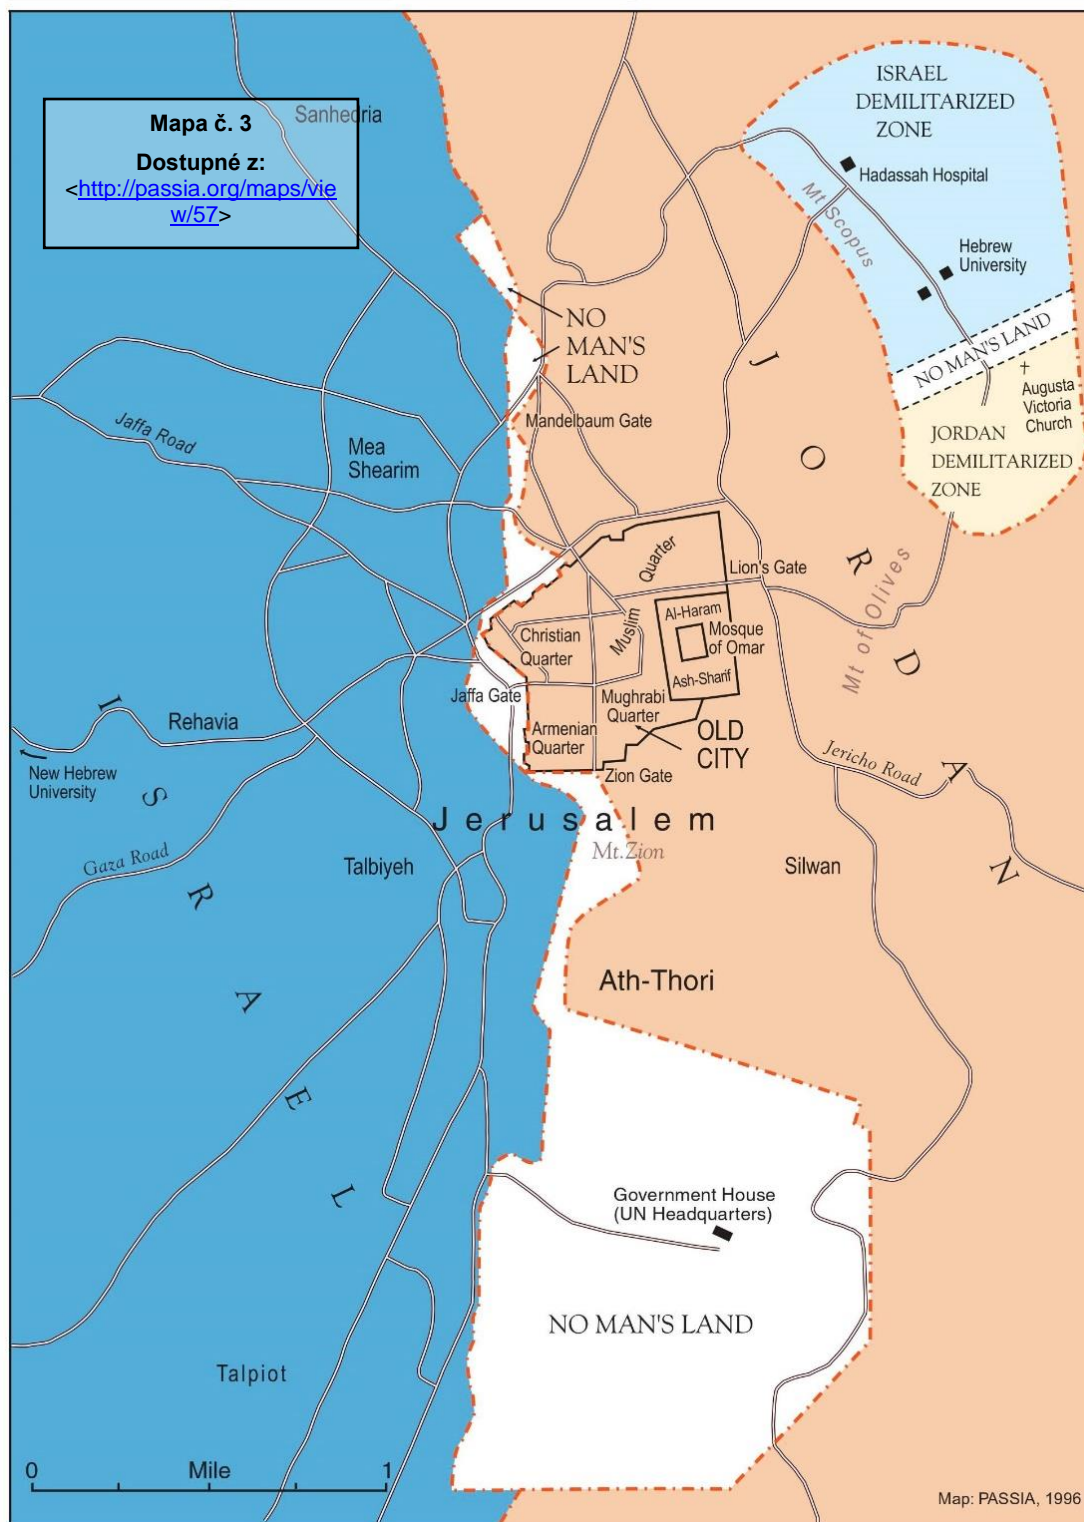 Mapa č. 3
Dostupné z:
<http://passia.org/maps/vie
w/57>
Sanhedria
ISRAEL
DEMILITARIZED
ZONE
Hadassah Hospital
Mt Scopus
Hebrew
University
NO MAN'S LAND
Augusta
Victoria
Church
JORDAN
DEMILITARIZED
ZONE
NO
MAN'S
LAND
Mandelbaum Gate
Jaffa Road
Mea
Shearim
Quarter
Muslim
Lion's Gate
Al-Haram
Mosque
of Omar
Ash-Sharif
Christian
Quarter
Jaffa Gate
Mughrabi
Quarter
Armenian
Quarter
OLD
CITY
Zion Gate
Mt of Olives
Jericho Road
JORDAN
Rehavia
New Hebrew
University
Gaza Road
Talbiyeh
Jerusalem
Mt.Zion
Silwan
Ath-Thori
ISRAEL
Government House
(UN Headquarters)
NO MAN'S LAND
Talpiot
0 Mile 1
Map: PASSIA, 1996